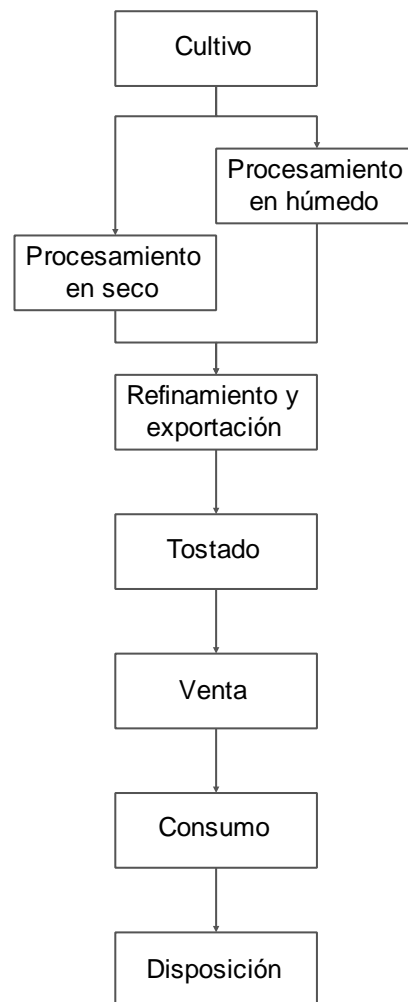 Cultivo
Procesamiento
en húmedo
Procesamiento
en seco
Refinamiento y
exportación
Tostado
Venta
Consumo
Disposición